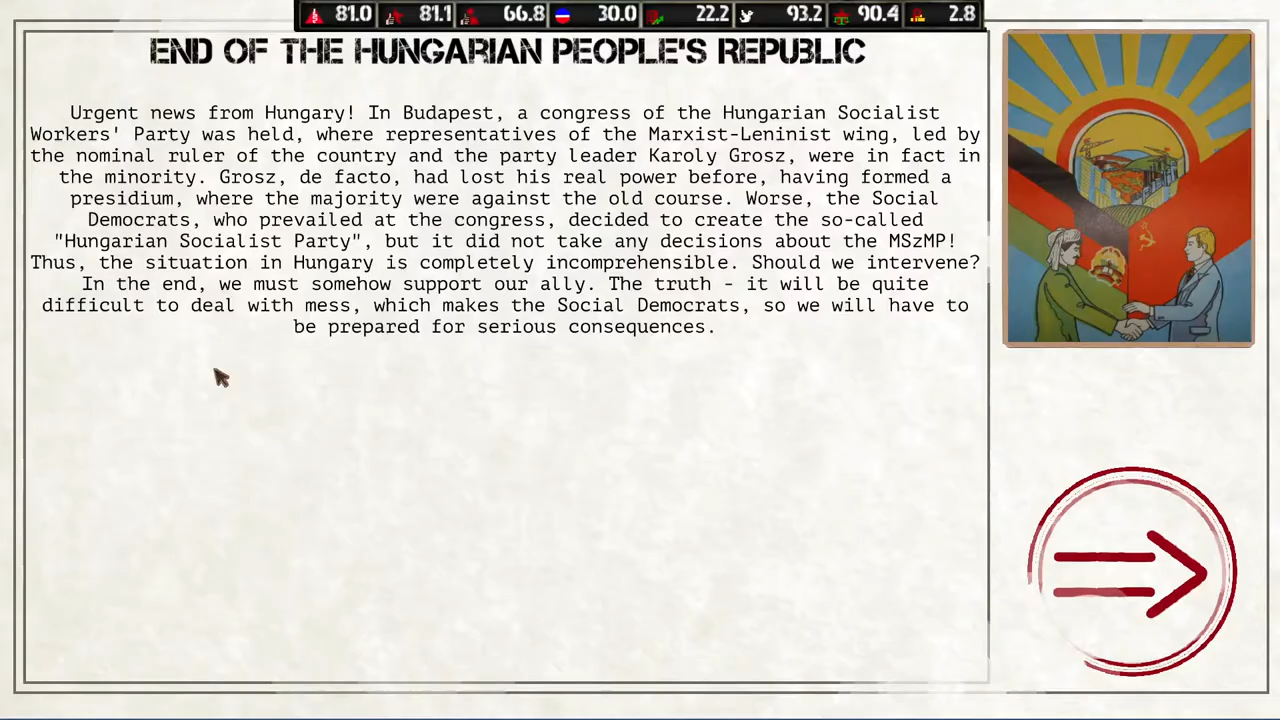 81.0 81.1 66.8 30.0 22.2 93.2 90.4 2.8
END OF THE HUNGARIAN PEOPLE'S REPUBLIC
Urgent news from Hungary! In Budapest, a congress of the Hungarian Socialist
Workers' Party was held, where representatives of the Marxist-Leninist wing, led by
the nominal ruler of the country and the party leader Karoly Grosz, were in fact in
the minority. Grosz, de facto, had lost his real power before, having formed a
presidium, where the majority were against the old course. Worse, the Social
Democrats, who prevailed at the congress, decided to create the so-called
"Hungarian Socialist Party", but it did not take any decisions about the MSzMP!
Thus, the situation in Hungary is completely incomprehensible. Should we intervene?
In the end, we must somehow support our ally. The truth - it will be quite
difficult to deal with mess, which makes the Social Democrats, so we will have to
be prepared for serious consequences.